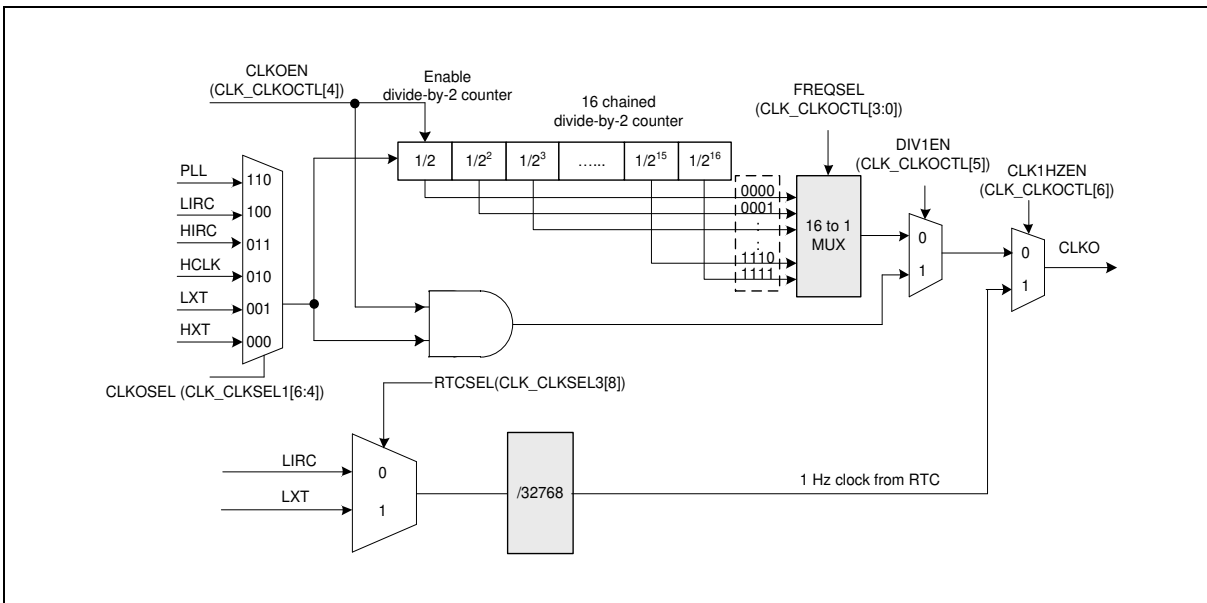 CLKOEN
(CLK_CLKOCTL[4])
Enable
divide-by-2 counter
16 chained
divide-by-2 counter
FREQSEL
(CLK_CLKOCTL[3:0])
DIV1EN
(CLK_CLKOCTL[5])
CLK1HZEN
(CLK_CLKOCTL[6])
1/2
1/2²
1/2³
…...
1/2¹⁵
1/2¹⁶
PLL
110
LIRC
100
HIRC
011
HCLK
010
LXT
001
HXT
000
0000
0001
:
:
1110
1111
16 to 1
MUX
0
1
0
1
CLKO
CLKOSEL (CLK_CLKSEL1[6:4])
RTCSEL(CLK_CLKSEL3[8])
LIRC
0
LXT
1
/32768
1 Hz clock from RTC